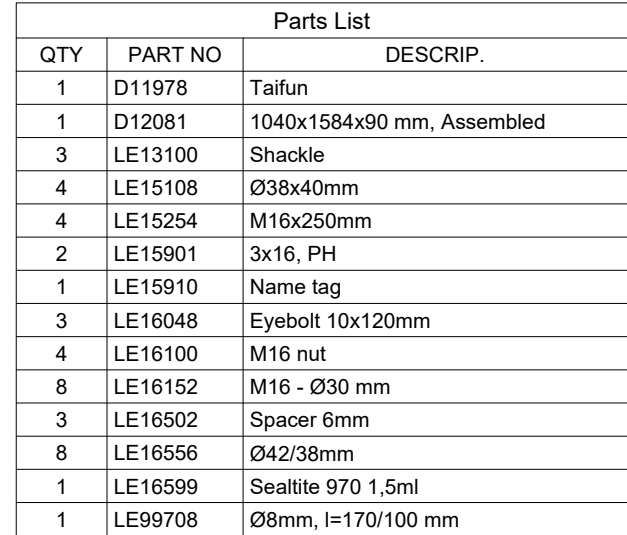 Parts List
QTY PART NO DESCRIP.
1 D11978 Taifun
1 D12081 1040x1584x90 mm, Assembled
3 LE13100 Shackle
4 LE15108 Ø38x40mm
4 LE15254 M16x250mm
2 LE15901 3x16, PH
1 LE15910 Name tag
3 LE16048 Eyebolt 10x120mm
4 LE16100 M16 nut
8 LE16152 M16 - Ø30 mm
3 LE16502 Spacer 6mm
8 LE16556 Ø42/38mm
1 LE16599 Sealtite 970 1,5ml
1 LE99708 Ø8mm, l=170/100 mm